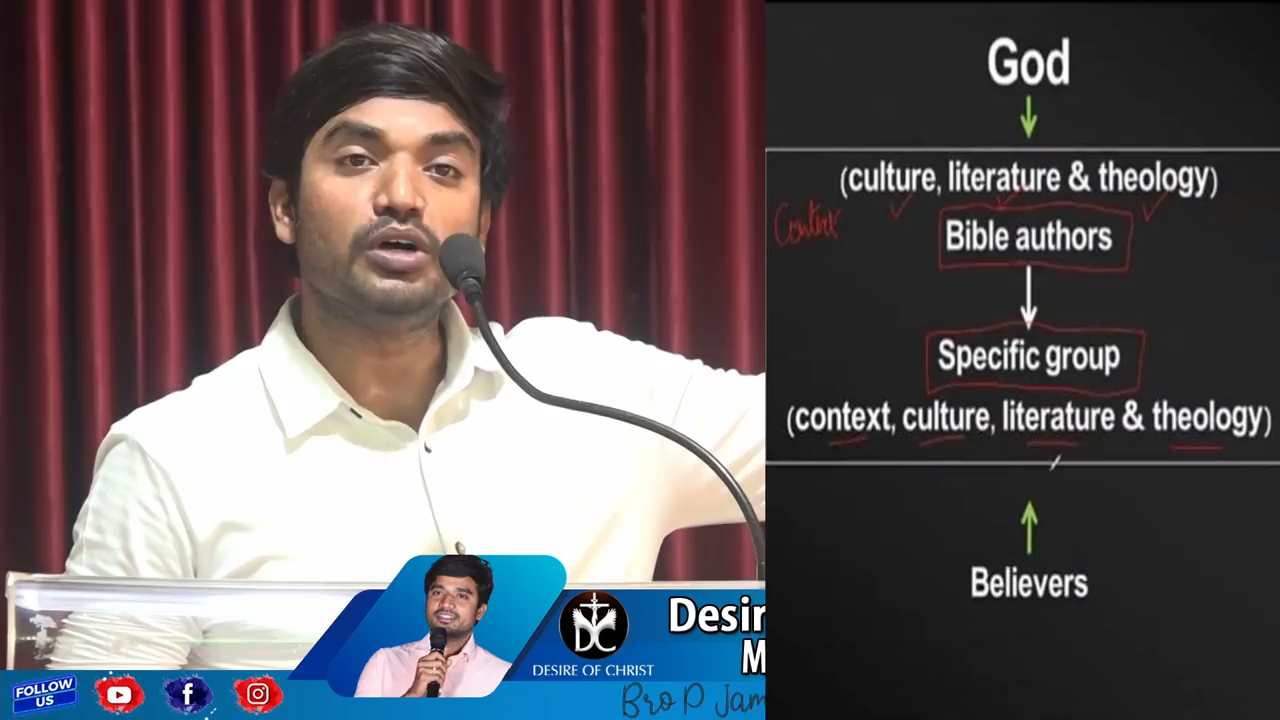 God
(culture, literature & theology)
Context
Bible authors
Specific group
(context, culture, literature & theology)
Believers
DC
DESIRE OF CHRIST
Desir
M
Bro P Jam
FOLLOW
US